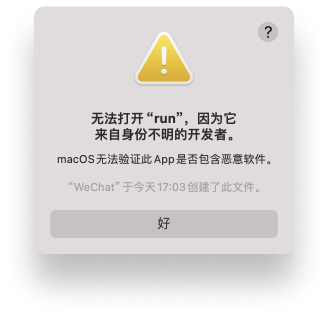 ?
无法打开“run”，因为它
来自身份不明的开发者。
macOS无法验证此App是否包含恶意软件。
“WeChat”于今天17:03创建了此文件。
好